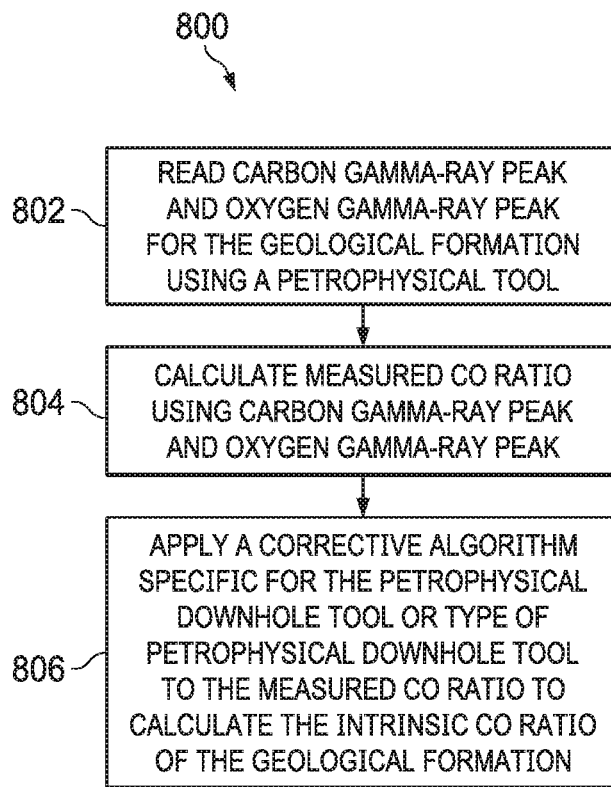 800
802
READ CARBON GAMMA-RAY PEAK
AND OXYGEN GAMMA-RAY PEAK
FOR THE GEOLOGICAL FORMATION
USING A PETROPHYSICAL TOOL
804
CALCULATE MEASURED CO RATIO
USING CARBON GAMMA-RAY PEAK
AND OXYGEN GAMMA-RAY PEAK
806
APPLY A CORRECTIVE ALGORITHM
SPECIFIC FOR THE PETROPHYSICAL
DOWNHOLE TOOL OR TYPE OF
PETROPHYSICAL DOWNHOLE TOOL
TO THE MEASURED CO RATIO TO
CALCULATE THE INTRINSIC CO RATIO
OF THE GEOLOGICAL FORMATION